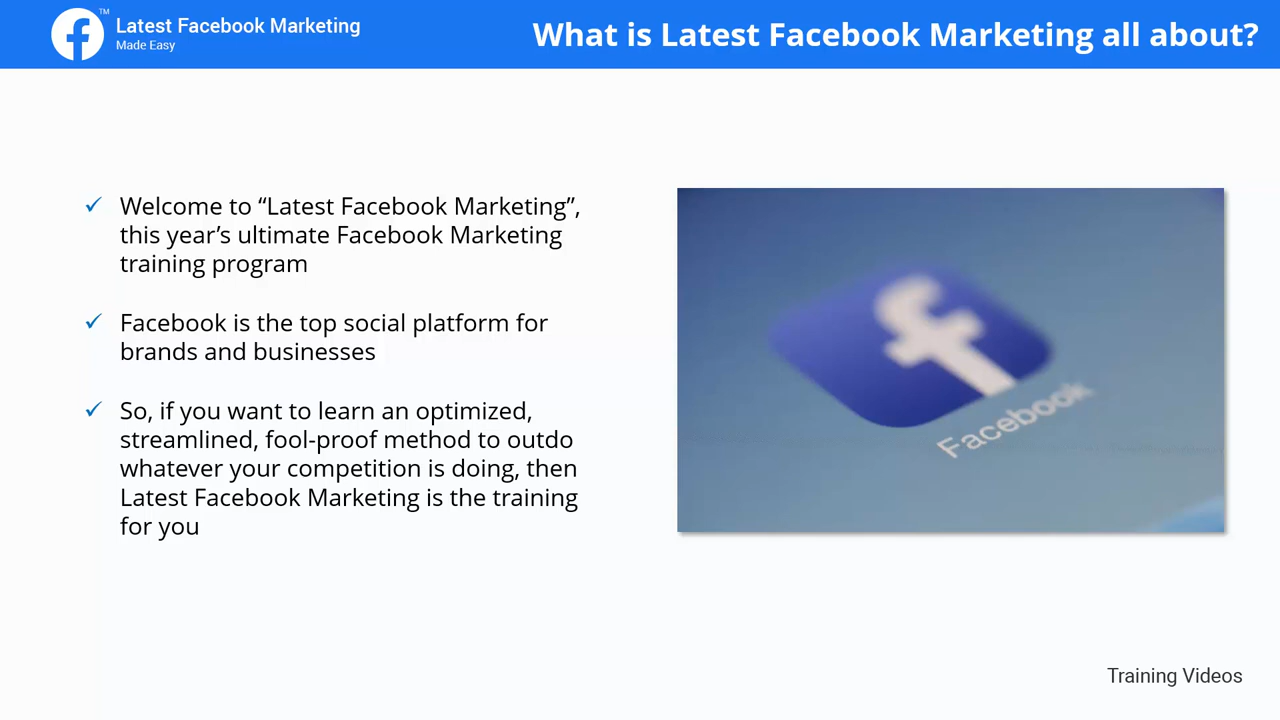 Latest Facebook Marketing
TM
Made Easy
What is Latest Facebook Marketing all about?
✓ Welcome to “Latest Facebook Marketing”,
this year’s ultimate Facebook Marketing
training program
✓ Facebook is the top social platform for
brands and businesses
✓ So, if you want to learn an optimized,
streamlined, fool-proof method to outdo
whatever your competition is doing, then
Latest Facebook Marketing is the training
for you
Facebook
Training Videos